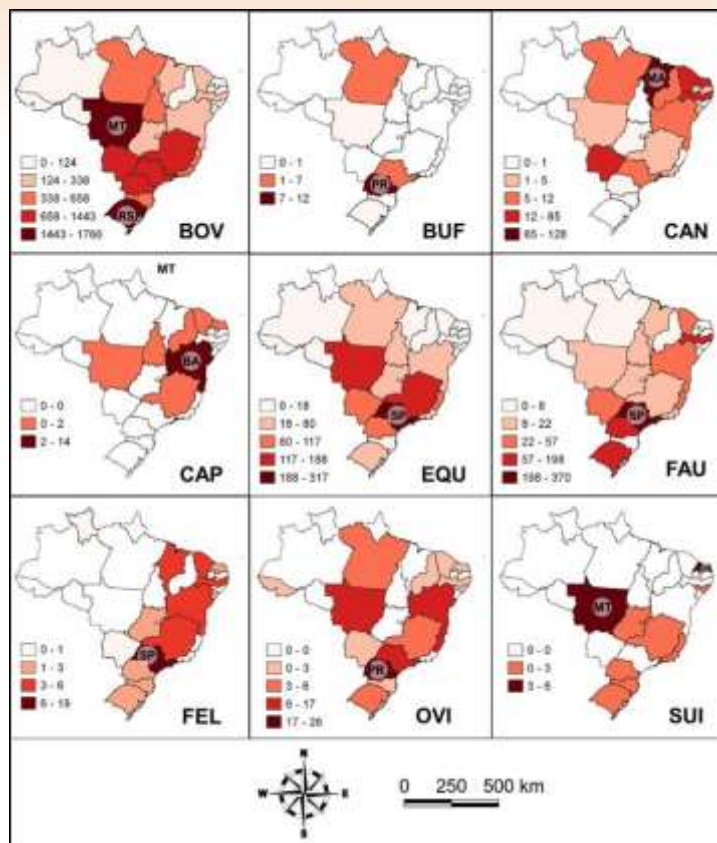 MT
RS
0 - 124
124 - 338
338 - 658
658 - 1443
1443 - 1766
BOV
PR
0 - 1
1 - 7
7 - 12
BUF
MA
0 - 1
1 - 5
5 - 12
12 - 65
65 - 128
CAN
MT
BA
0 - 0
0 - 2
2 - 14
CAP
SP
0 - 18
18 - 80
80 - 117
117 - 188
188 - 317
EQU
SP
0 - 8
8 - 22
22 - 57
57 - 198
198 - 370
FAU
SP
0 - 1
1 - 3
3 - 6
6 - 19
FEL
PR
0 - 0
0 - 3
3 - 6
6 - 17
17 - 26
OVI
MT
0 - 0
0 - 3
3 - 6
SUI
N
W E
S
0 250 500 km